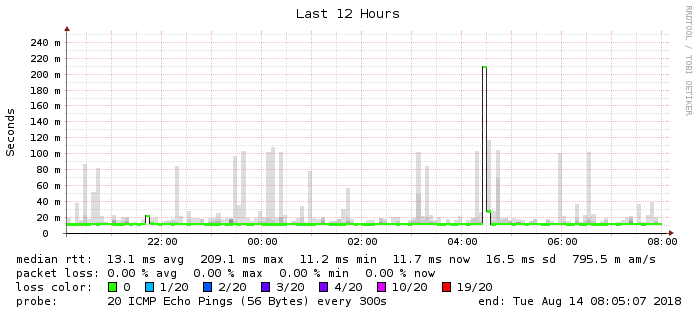 Last 12 Hours
RRDTOOL / TOBI OETIKER
Seconds
240 m
220 m
200 m
180 m
160 m
140 m
120 m
100 m
80 m
60 m
40 m
20 m
0
22:00 00:00 02:00 04:00 06:00 08:00
median rtt: 13.1 ms avg 209.1 ms max 11.2 ms min 11.7 ms now 16.5 ms sd 795.5 m am/s
packet loss: 0.00 % avg 0.00 % max 0.00 % min 0.00 % now
loss color: 0 1/20 2/20 3/20 4/20 10/20 19/20
probe: 20 ICMP Echo Pings (56 Bytes) every 300s end: Tue Aug 14 08:05:07 2018